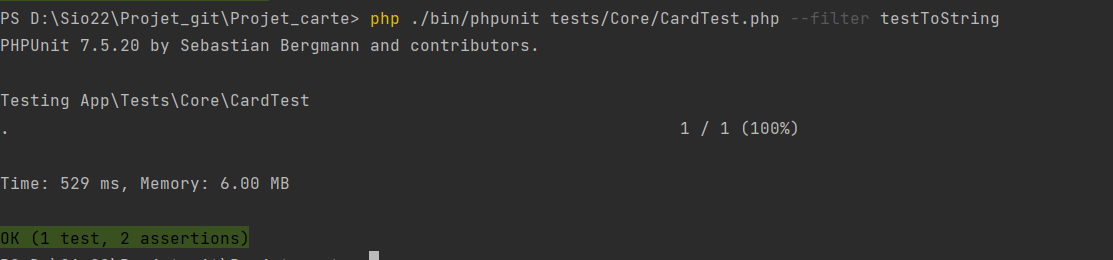 PS D:\Sio22\Projet_git\Projet_carte> php ./bin/phpunit tests/Core/CardTest.php --filter testToString
PHPUnit 7.5.20 by Sebastian Bergmann and contributors.
Testing App\Tests\Core\CardTest
. 1 / 1 (100%)
Time: 529 ms, Memory: 6.00 MB
OK (1 test, 2 assertions)